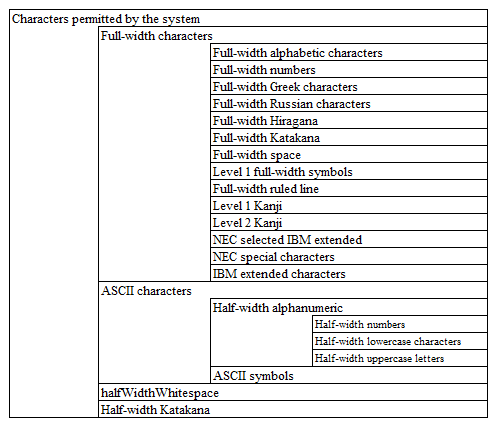 Characters permitted by the system
Full-width characters
Full-width alphabetic characters
Full-width numbers
Full-width Greek characters
Full-width Russian characters
Full-width Hiragana
Full-width Katakana
Full-width space
Level 1 full-width symbols
Full-width ruled line
Level 1 Kanji
Level 2 Kanji
NEC selected IBM extended
NEC special characters
IBM extended characters
ASCII characters
Half-width alphanumeric
Half-width numbers
Half-width lowercase characters
Half-width uppercase letters
ASCII symbols
halfWidthWhitespace
Half-width Katakana